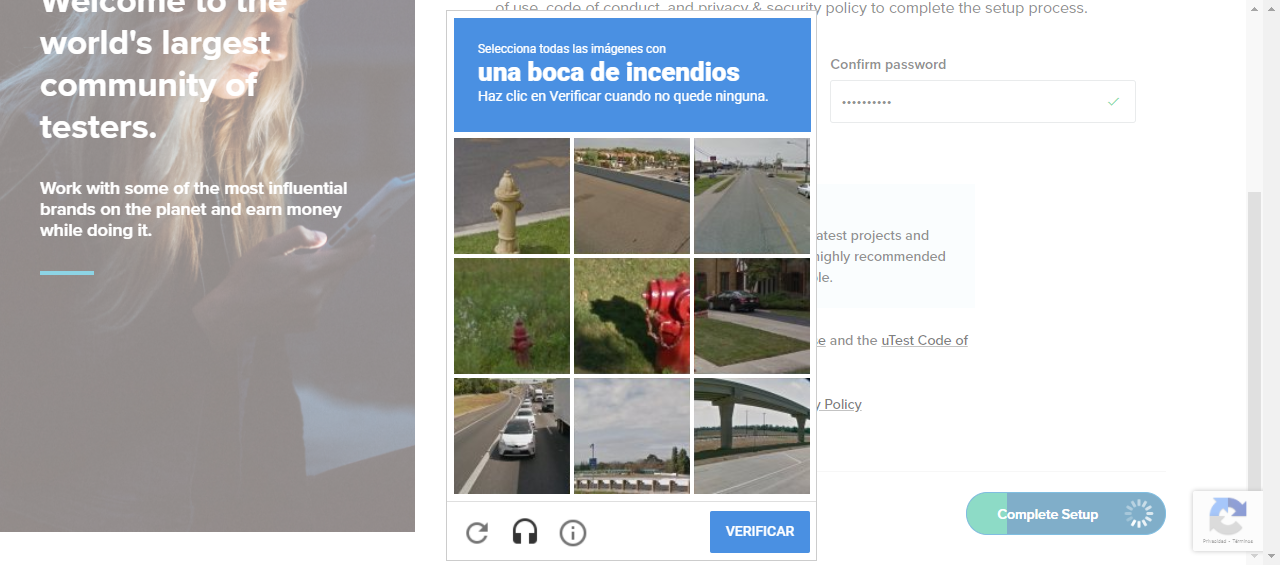 Welcome to the
world's largest
community of
testers.
Work with some of the most influential
brands on the planet and earn money
while doing it.
of use, code of conduct, and privacy & security policy to complete the setup process.
Confirm password
••••••••••
Selecciona todas las imágenes con
una boca de incendios
Haz clic en Verificar cuando no quede ninguna.
atest projects and
highly recommended
ble.
se and the uTest Code of
y Policy
VERIFICAR
Complete Setup
Privacidad - Términos